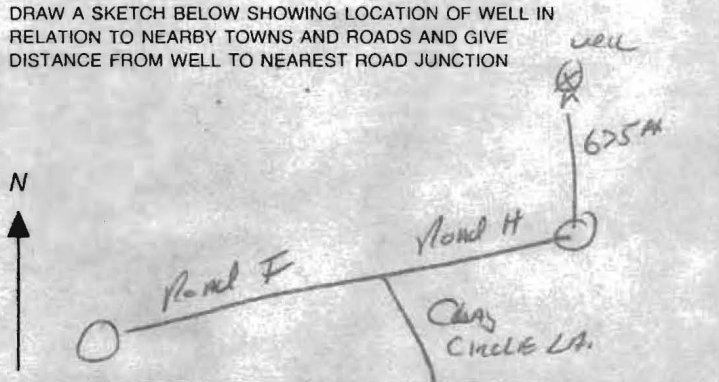 DRAW A SKETCH BELOW SHOWING LOCATION OF WELL IN
RELATION TO NEARBY TOWNS AND ROADS AND GIVE
DISTANCE FROM WELL TO NEAREST ROAD JUNCTION
well
625 ft
N
Road H
Road F
CIRCLE LA.